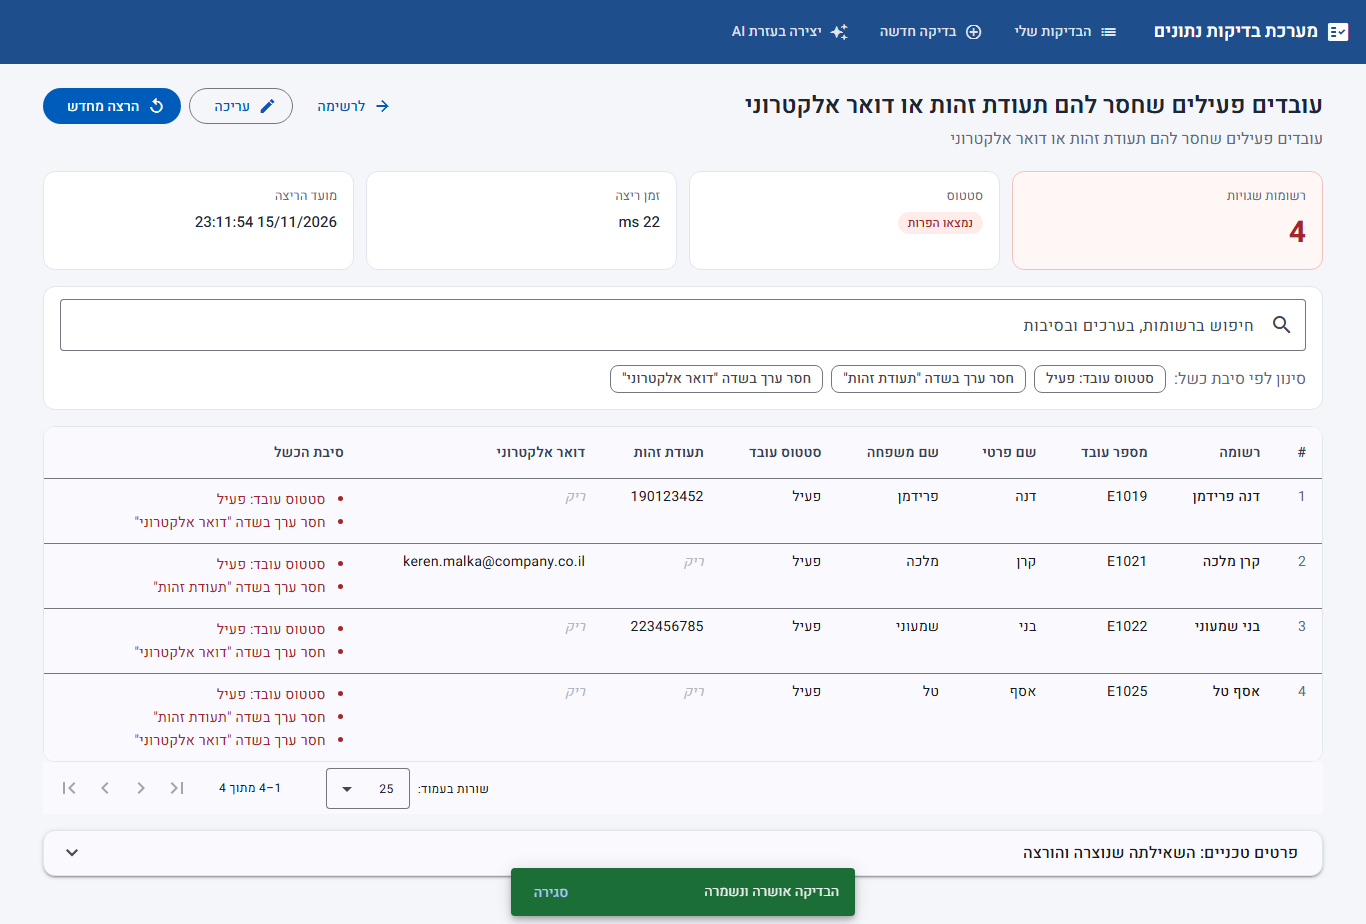 מערכת בדיקות נתונים
הבדיקות שלי
בדיקה חדשה
יצירה בעזרת AI
עובדים פעילים שחסר להם תעודת זהות או דואר אלקטרוני
עובדים פעילים שחסר להם תעודת זהות או דואר אלקטרוני
לרשימה
עריכה
הרצה מחדש
רשומות שגויות
4
סטטוס
נמצאו הפרות
זמן ריצה
22 ms
מועד הריצה
15/11/2026 23:11:54
חיפוש ברשומות, בערכים ובסיבות
סינון לפי סיבת כשל: סטטוס עובד: פעיל חסר ערך בשדה "תעודת זהות" חסר ערך בשדה "דואר אלקטרוני"
# רשומה מספר עובד שם פרטי שם משפחה סטטוס עובד תעודת זהות דואר אלקטרוני סיבת הכשל
1 דנה פרידמן E1019 דנה פרידמן פעיל 190123452 ריק סטטוס עובד: פעיל
חסר ערך בשדה "דואר אלקטרוני"
2 קרן מלכה E1021 קרן מלכה פעיל ריק keren.malka@company.co.il סטטוס עובד: פעיל
חסר ערך בשדה "תעודת זהות"
3 בני שמעוני E1022 בני שמעוני פעיל 223456785 ריק סטטוס עובד: פעיל
חסר ערך בשדה "דואר אלקטרוני"
4 אסף טל E1025 אסף טל פעיל ריק ריק סטטוס עובד: פעיל
חסר ערך בשדה "תעודת זהות"
חסר ערך בשדה "דואר אלקטרוני"
שורות בעמוד: 25 1–4 מתוך 4
פרטים טכניים: השאילתה שנוצרה והורצה
הבדיקה אושרה ונשמרה סגירה